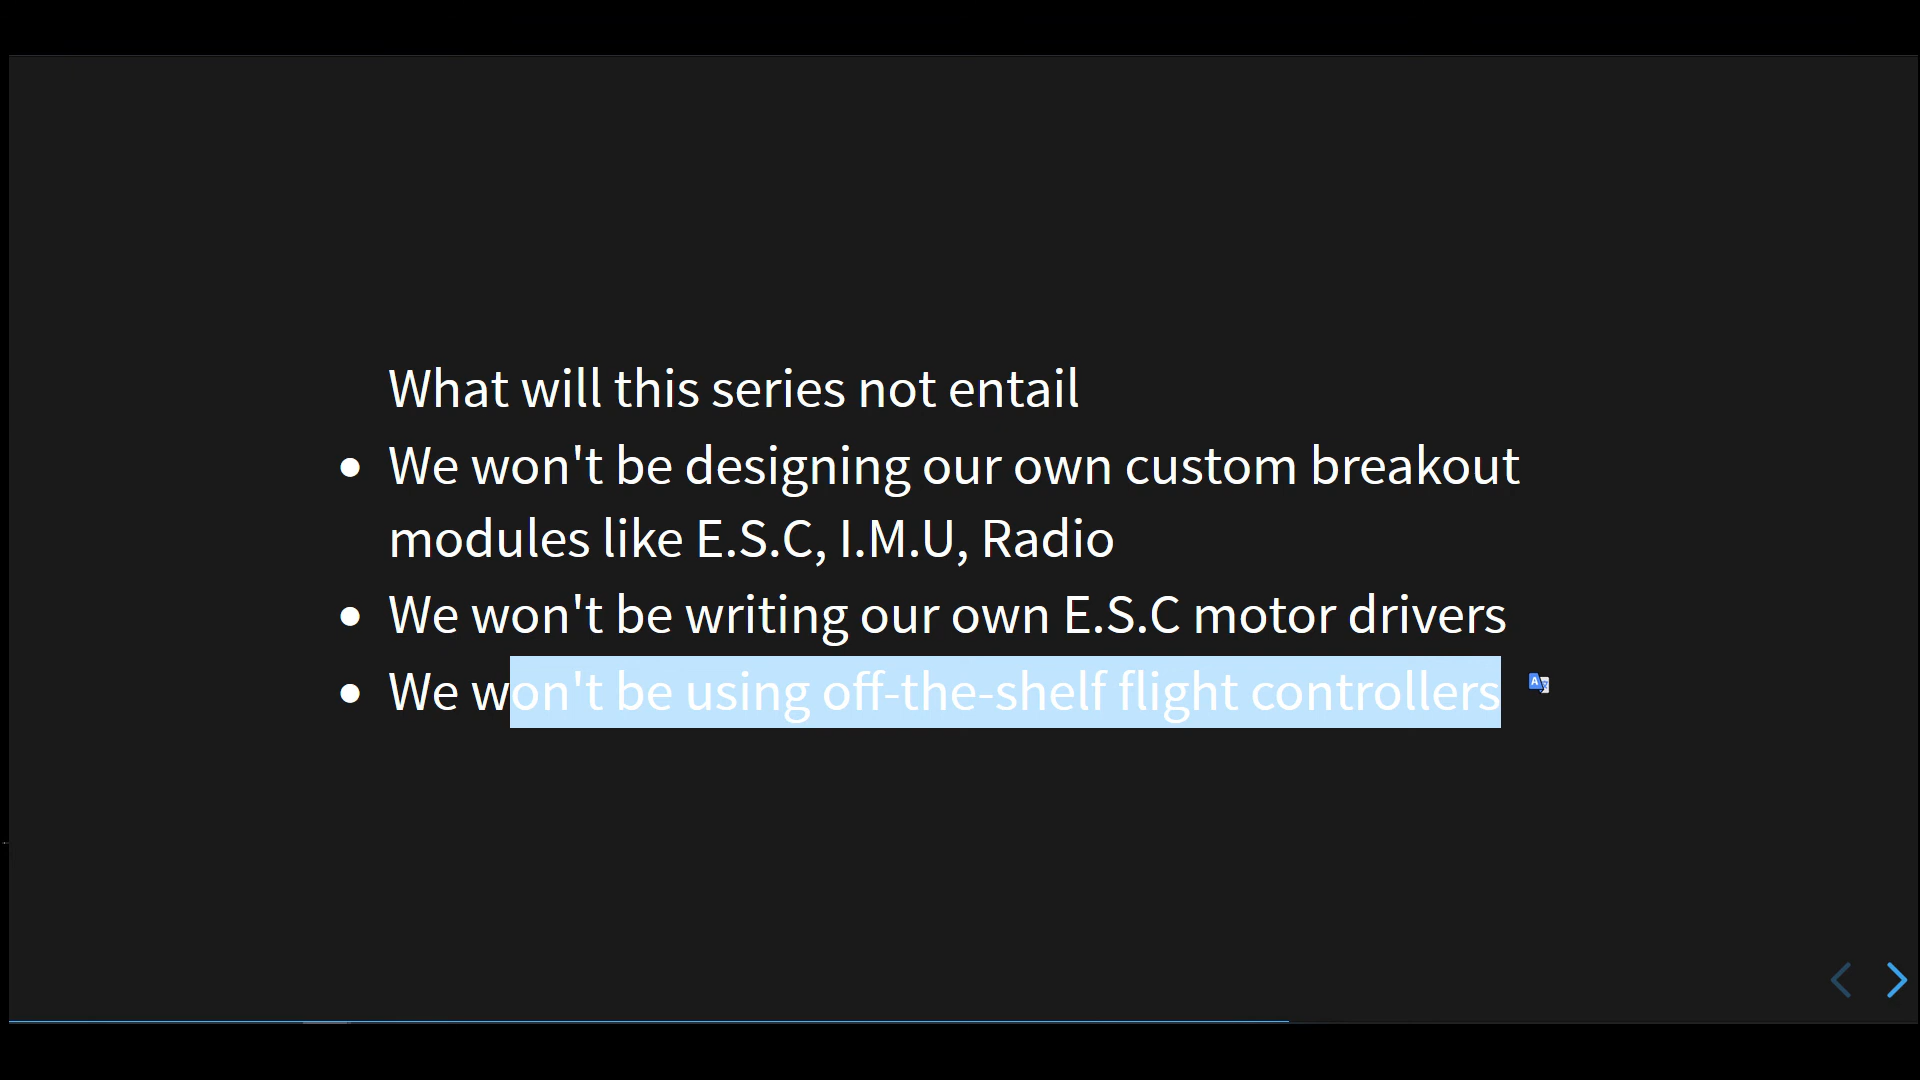 What will this series not entail
• We won't be designing our own custom breakout
modules like E.S.C, I.M.U, Radio
• We won't be writing our own E.S.C motor drivers
• We won't be using off-the-shelf flight controllers